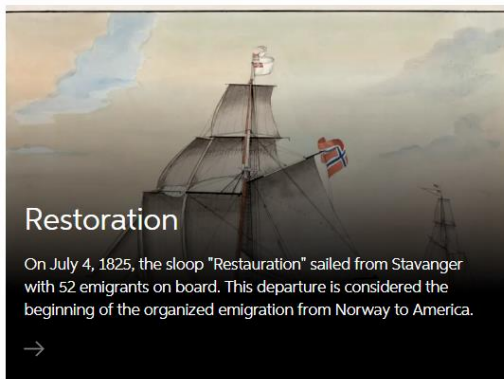 Restoration
On July 4, 1825, the sloop "Restauration" sailed from Stavanger
with 52 emigrants on board. This departure is considered the
beginning of the organized emigration from Norway to America.